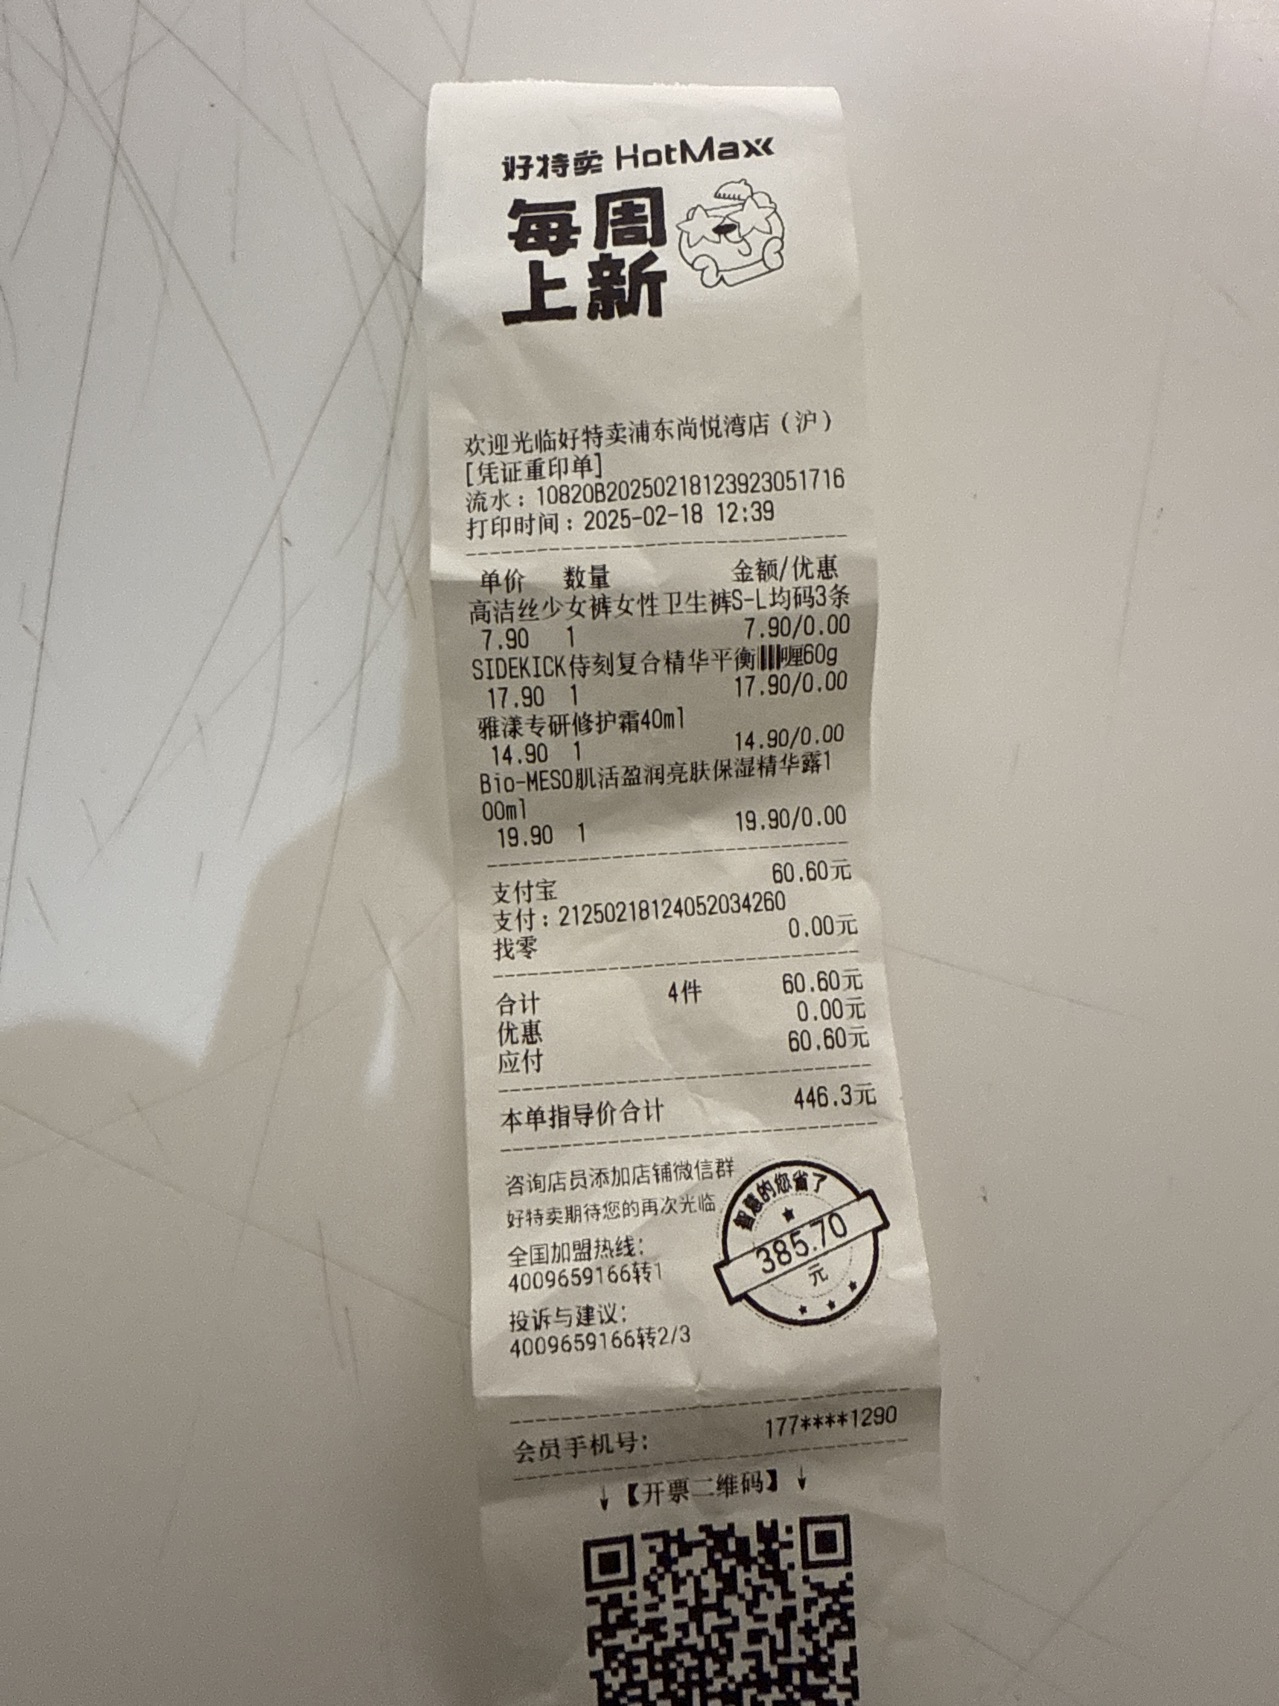 好特卖 HotMaxx
每周
上新
欢迎光临好特卖浦东尚悦湾店（沪）
[凭证重印单]
流水：10820B20250218123923051716
打印时间：2025-02-18 12:39
单价 数量 金额/优惠
高洁丝少女裤女性卫生裤S-L均码3条
7.90 1 7.90/0.00
SIDEKICK侍刻复合精华平衡喱60g
17.90 1 17.90/0.00
雅漾专研修护霜40ml
14.90 1 14.90/0.00
Bio-MESO肌活盈润亮肤保湿精华露1
00ml
19.90 1 19.90/0.00
支付宝 60.60元
支付：21250218124052034260
找零 0.00元
合计 4件 60.60元
优惠 0.00元
应付 60.60元
本单指导价合计 446.3元
咨询店员添加店铺微信群
好特卖期待您的再次光临
全国加盟热线：
4009659166转1
投诉与建议：
4009659166转2/3
智慧的您省了
385.70
元
会员手机号： 177****1290
↓【开票二维码】↓